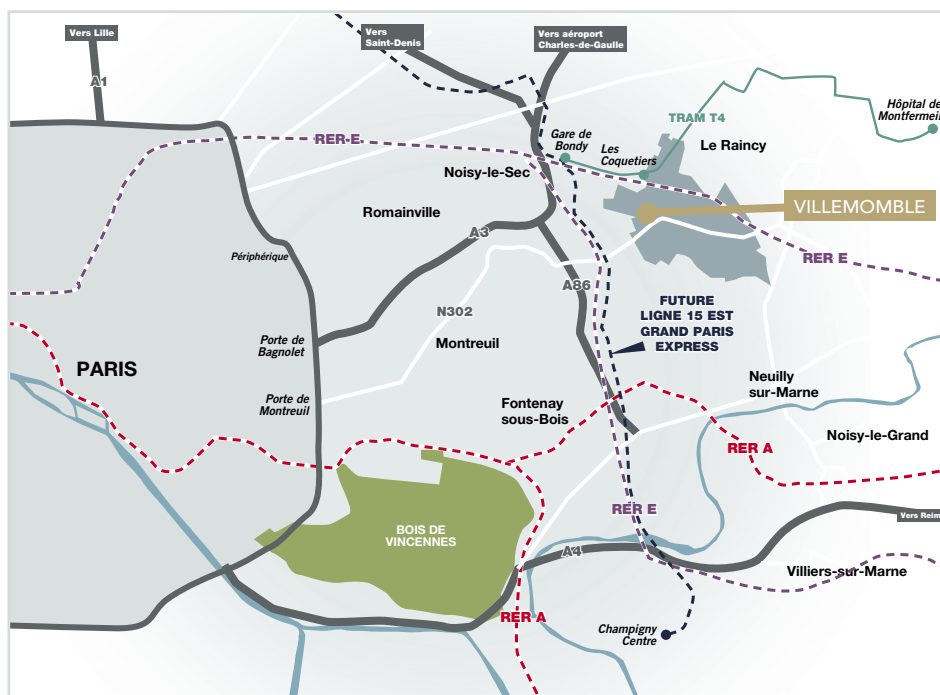 Vers Lille
Vers
Saint-Denis
Vers aéroport
Charles-de-Gaulle
A1
Hôpital de
Montfermeil
TRAM T4
RER E
Gare de
Bondy
Les
Coquetiers
Le Raincy
Noisy-le-Sec
VILLEMOMBLE
Romainville
A3
Périphérique
RER E
A86
N302
FUTURE
LIGNE 15 EST
GRAND PARIS
EXPRESS
Porte de
Bagnolet
Montreuil
PARIS
Neuilly
sur-Marne
Porte de
Montreuil
Fontenay
sous-Bois
Noisy-le-Grand
RER A
RER E
Vers Reim
BOIS DE
VINCENNES
A4
Villiers-sur-Marne
RER A
Champigny
Centre